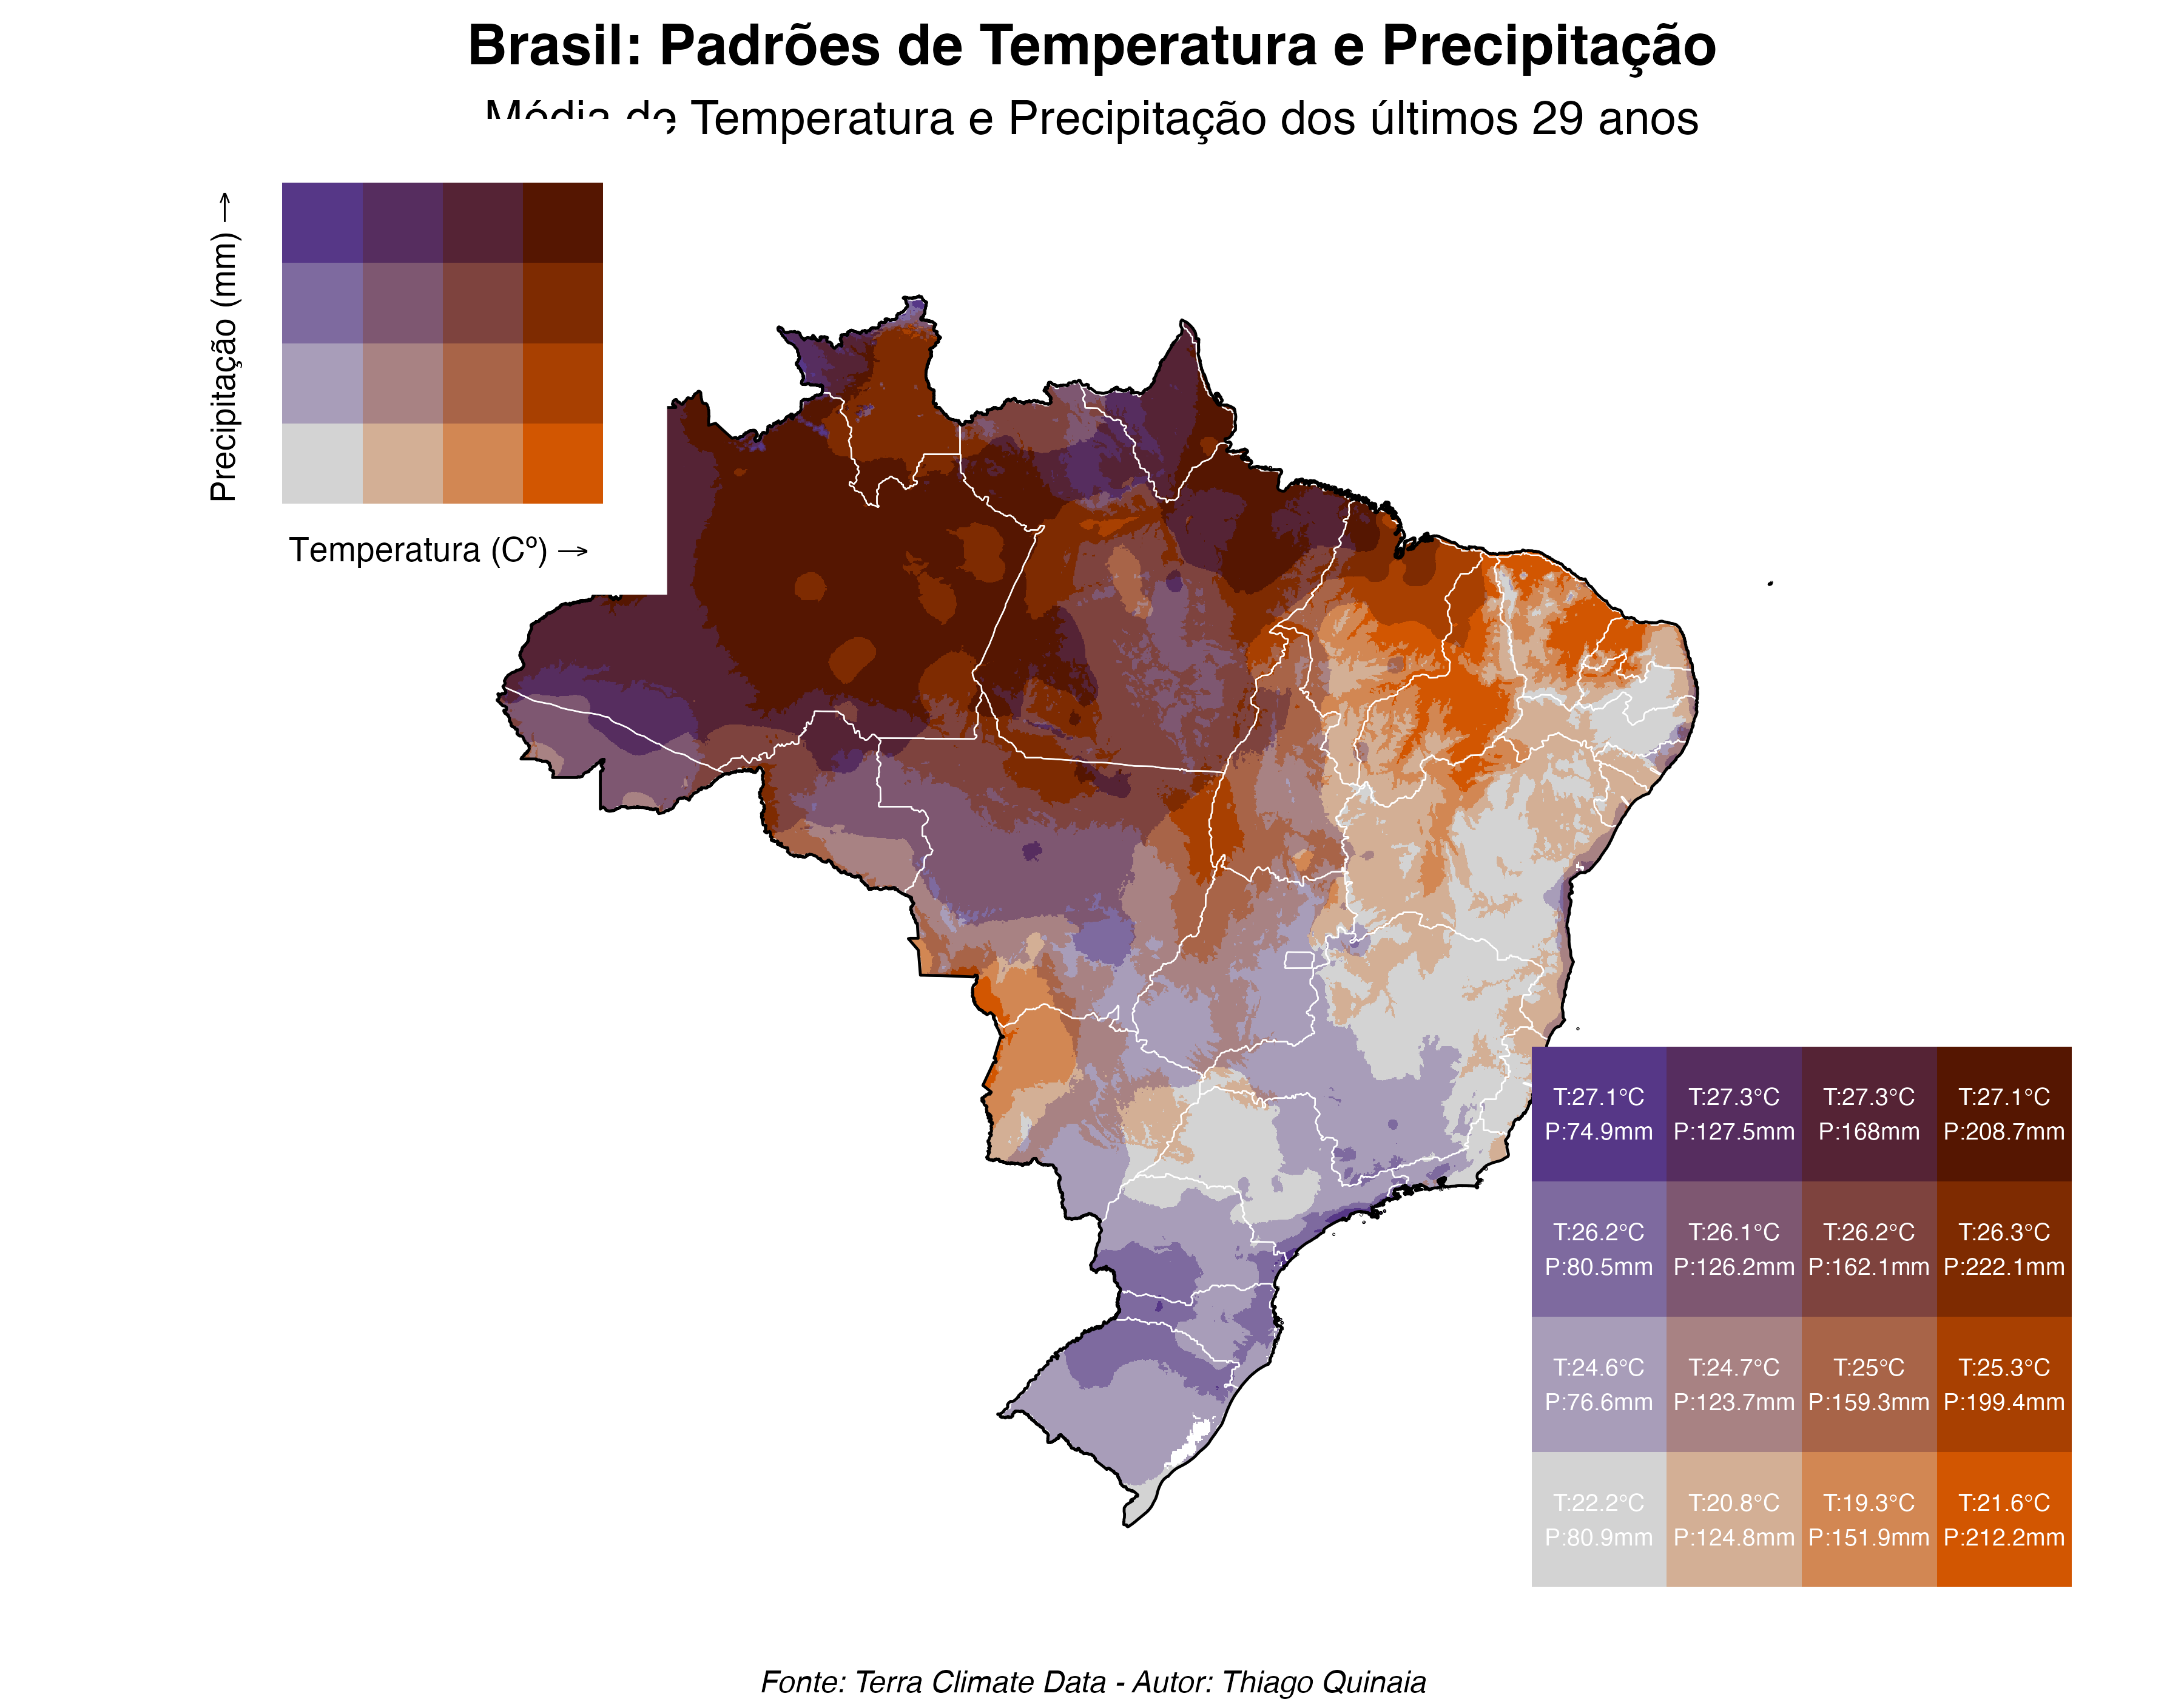 Brasil: Padrões de Temperatura e Precipitação
Média de Temperatura e Precipitação dos últimos 29 anos
Precipitação (mm) →
Temperatura (Cº) →
T:27.1°C T:27.3°C T:27.3°C T:27.1°C
P:74.9mm P:127.5mm P:168mm P:208.7mm
T:26.2°C T:26.1°C T:26.2°C T:26.3°C
P:80.5mm P:126.2mm P:162.1mm P:222.1mm
T:24.6°C T:24.7°C T:25°C T:25.3°C
P:76.6mm P:123.7mm P:159.3mm P:199.4mm
T:22.2°C T:20.8°C T:19.3°C T:21.6°C
P:80.9mm P:124.8mm P:151.9mm P:212.2mm
Fonte: Terra Climate Data - Autor: Thiago Quinaia